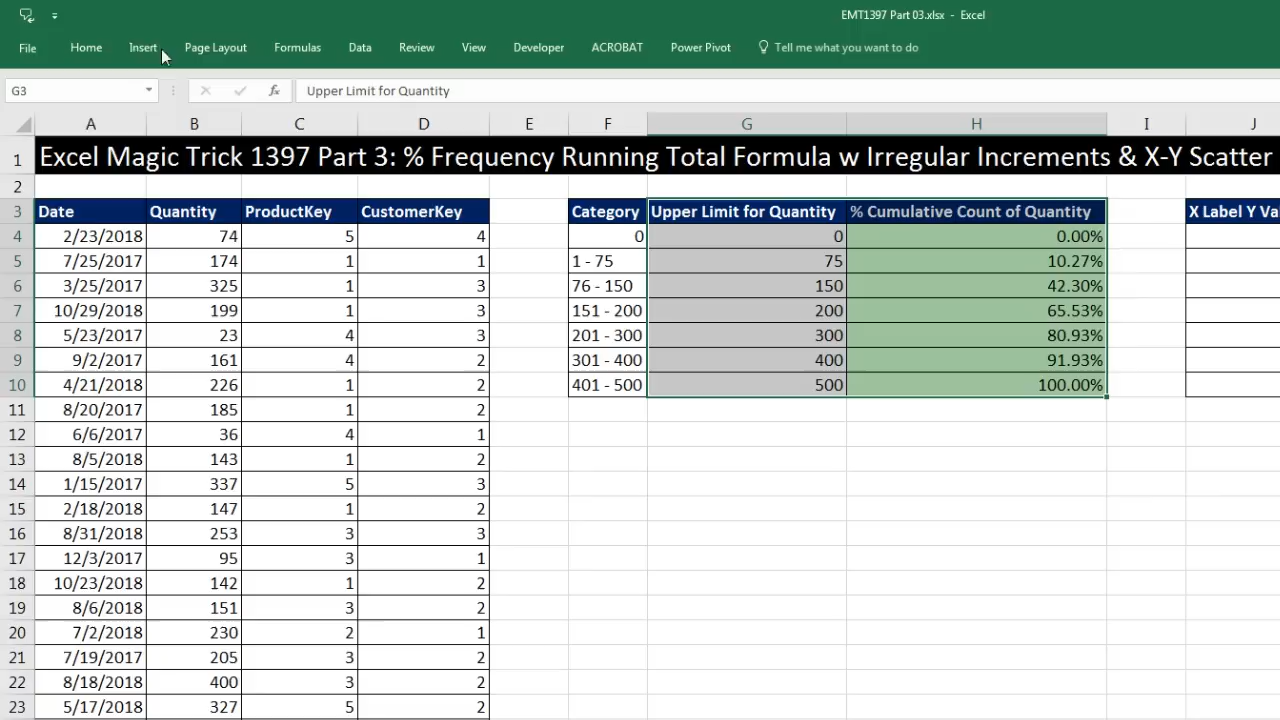 EMT1397 Part 03.xlsx - Excel
File Home Insert Page Layout Formulas Data Review View Developer ACROBAT Power Pivot Tell me what you want to do
G3 fx Upper Limit for Quantity
A B C D E F G H I J
1 Excel Magic Trick 1397 Part 3: % Frequency Running Total Formula w Irregular Increments & X-Y Scatter
2
3 Date Quantity ProductKey CustomerKey Category Upper Limit for Quantity % Cumulative Count of Quantity X Label Y Va
4 2/23/2018 74 5 4 0 0 0.00%
5 7/25/2017 174 1 1 1 - 75 75 10.27%
6 3/25/2017 325 1 3 76 - 150 150 42.30%
7 10/29/2018 199 1 3 151 - 200 200 65.53%
8 5/23/2017 23 4 3 201 - 300 300 80.93%
9 9/2/2017 161 4 2 301 - 400 400 91.93%
10 4/21/2018 226 1 2 401 - 500 500 100.00%
11 8/20/2017 185 1 2
12 6/6/2017 36 4 1
13 8/5/2018 143 1 2
14 1/15/2017 337 5 3
15 2/18/2018 147 1 2
16 8/31/2018 253 3 3
17 12/3/2017 95 3 1
18 10/23/2018 142 1 2
19 8/6/2018 151 3 2
20 7/2/2018 230 2 1
21 7/19/2017 205 3 2
22 8/18/2018 400 3 2
23 5/17/2018 327 5 2